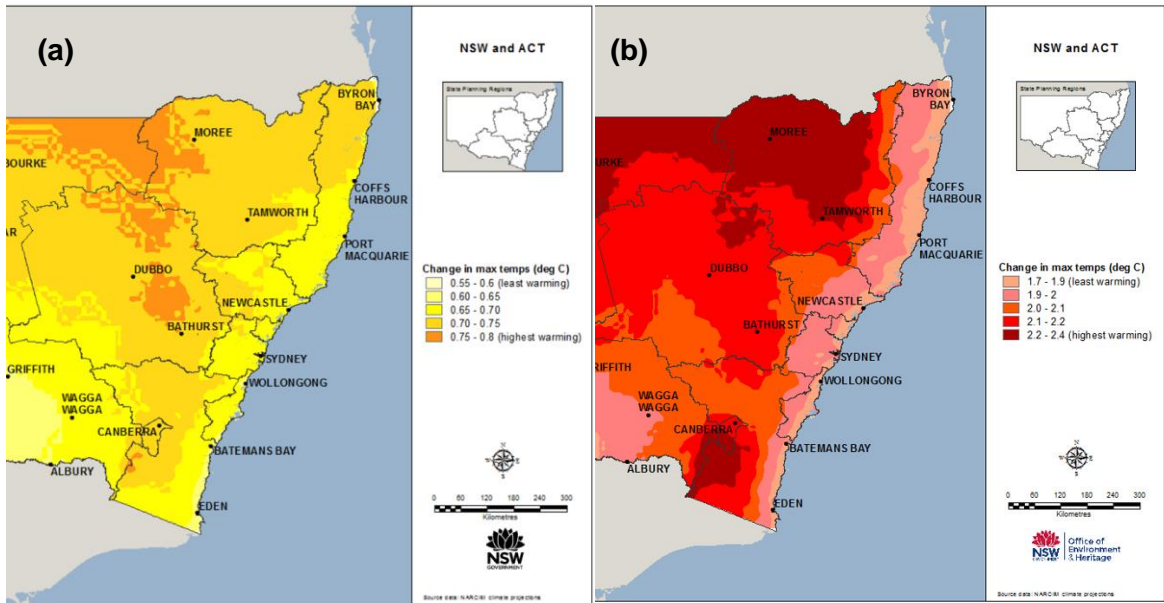 (a)
NSW and ACT
State Planning Regions
BYRON
BAY
MOREE
BOURKE
COFFS
HARBOUR
TAMWORTH
AR
PORT
MACQUARIE
DUBBO
Change in max temps (deg C)
0.55 - 0.6 (least warming)
0.60 - 0.65
0.65 - 0.70
0.70 - 0.75
0.75 - 0.8 (highest warming)
NEWCASTLE
BATHURST
SYDNEY
GRIFFITH
WOLLONGONG
WAGGA
WAGGA
CANBERRA
BATEMANS BAY
ALBURY
EDEN
0 60 120 180 240 300
Kilometres
NSW
GOVERNMENT
Source data: NARCliM climate projections
(b)
NSW and ACT
State Planning Regions
BYRON
BAY
MOREE
URKE
COFFS
HARBOUR
TAMWORTH
PORT
MACQUARIE
DUBBO
Change in max temps (deg C)
1.7 - 1.9 (least warming)
1.9 - 2
2.0 - 2.1
2.1 - 2.2
2.2 - 2.4 (highest warming)
NEWCASTLE
BATHURST
SYDNEY
RIFFITH
WOLLONGONG
WAGGA
WAGGA
CANBERRA
BATEMANS BAY
ALBURY
EDEN
0 60 120 180 240 300
Kilometres
NSW
GOVERNMENT
Office of
Environment
& Heritage
Source data: NARCliM climate projections